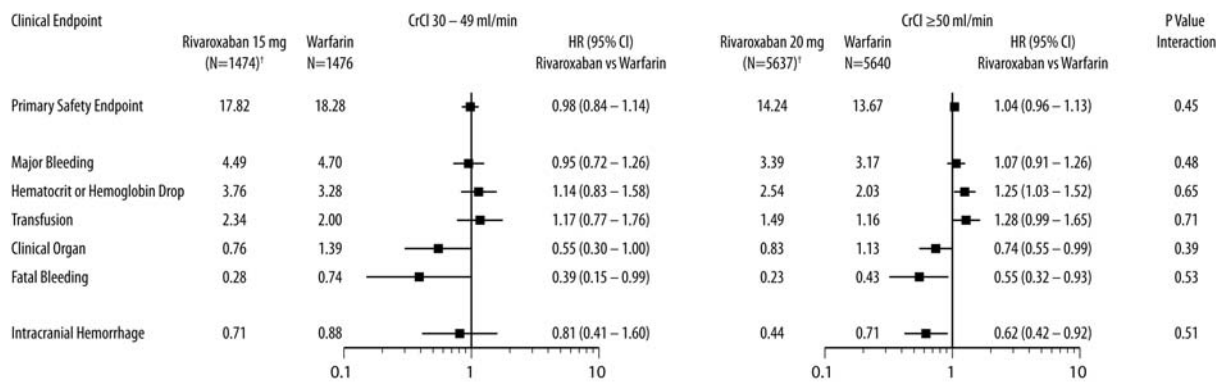 Clinical Endpoint CrCl 30 – 49 ml/min CrCl ≥50 ml/min P Value
Rivaroxaban 15 mg Warfarin HR (95% CI) Rivaroxaban 20 mg Warfarin HR (95% CI) Interaction
(N=1474)† N=1476 Rivaroxaban vs Warfarin (N=5637)† N=5640 Rivaroxaban vs Warfarin
Primary Safety Endpoint 17.82 18.28 0.98 (0.84 – 1.14) 14.24 13.67 1.04 (0.96 – 1.13) 0.45
Major Bleeding 4.49 4.70 0.95 (0.72 – 1.26) 3.39 3.17 1.07 (0.91 – 1.26) 0.48
Hematocrit or Hemoglobin Drop 3.76 3.28 1.14 (0.83 – 1.58) 2.54 2.03 1.25 (1.03 – 1.52) 0.65
Transfusion 2.34 2.00 1.17 (0.77 – 1.76) 1.49 1.16 1.28 (0.99 – 1.65) 0.71
Clinical Organ 0.76 1.39 0.55 (0.30 – 1.00) 0.83 1.13 0.74 (0.55 – 0.99) 0.39
Fatal Bleeding 0.28 0.74 0.39 (0.15 – 0.99) 0.23 0.43 0.55 (0.32 – 0.93) 0.53
Intracranial Hemorrhage 0.71 0.88 0.81 (0.41 – 1.60) 0.44 0.71 0.62 (0.42 – 0.92) 0.51
0.1 1 10 0.1 1 10